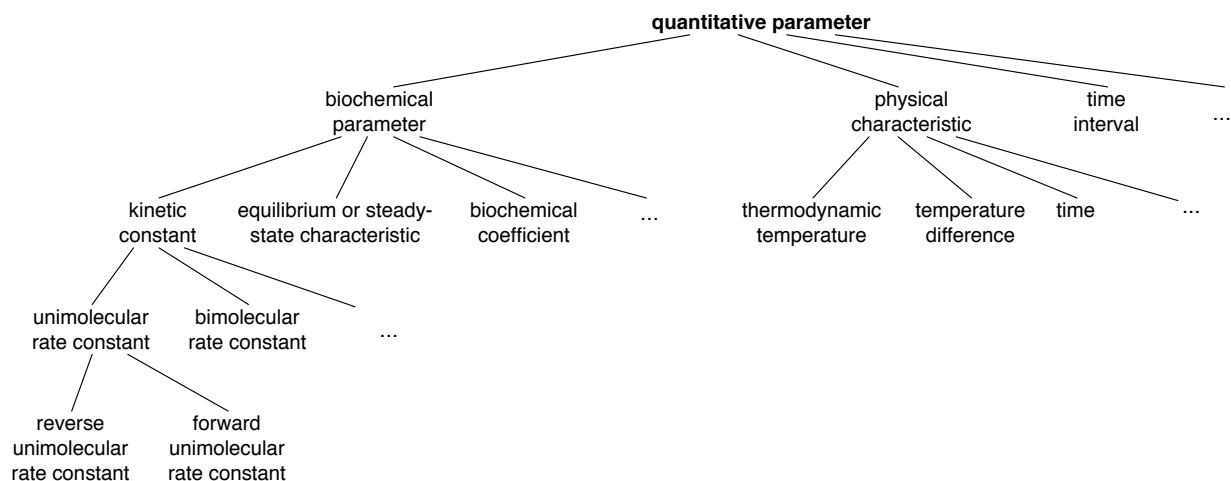 quantitative parameter
biochemical
parameter
physical
characteristic
time
interval
...
kinetic
constant
equilibrium or steady-
state characteristic
biochemical
coefficient
...
thermodynamic
temperature
temperature
difference
time
...
unimolecular
rate constant
bimolecular
rate constant
...
reverse
unimolecular
rate constant
forward
unimolecular
rate constant